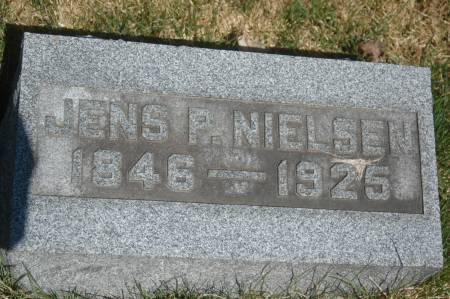 JENS P. NIELSEN
1846 — 1925